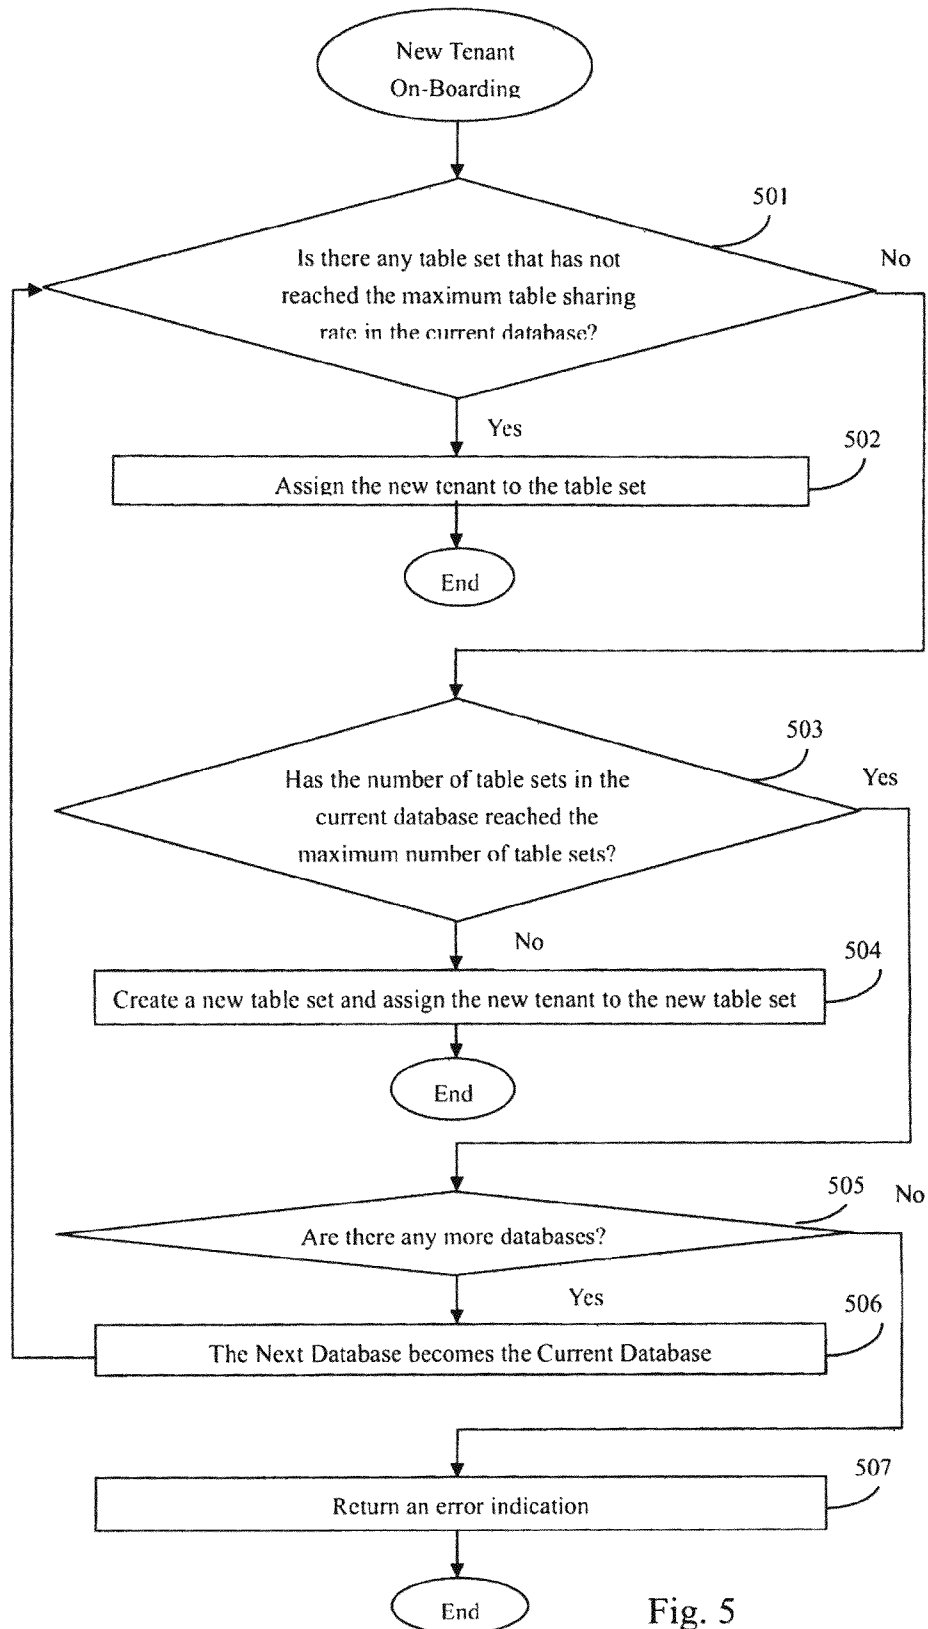 New Tenant
On-Boarding
501
Is there any table set that has not
reached the maximum table sharing
rate in the current database?
No
Yes
502
Assign the new tenant to the table set
End
503
Has the number of table sets in the
current database reached the
maximum number of table sets?
Yes
No
504
Create a new table set and assign the new tenant to the new table set
End
505
No
Are there any more databases?
Yes
506
The Next Database becomes the Current Database
507
Return an error indication
End
Fig. 5